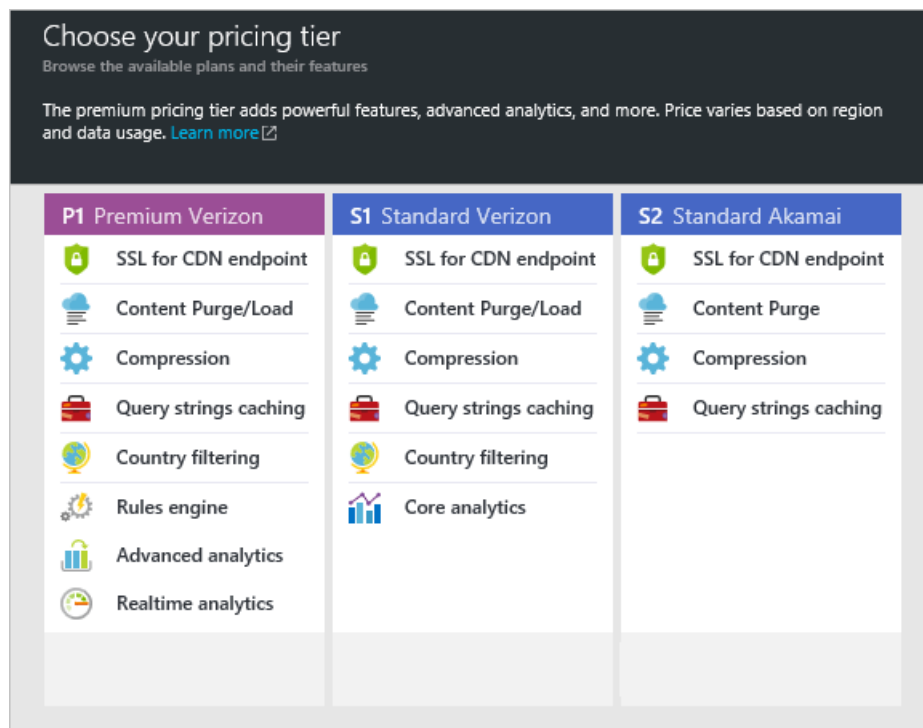 Choose your pricing tier
Browse the available plans and their features
The premium pricing tier adds powerful features, advanced analytics, and more. Price varies based on region
and data usage. Learn more
P1 Premium Verizon
SSL for CDN endpoint
Content Purge/Load
Compression
Query strings caching
Country filtering
Rules engine
Advanced analytics
Realtime analytics
S1 Standard Verizon
SSL for CDN endpoint
Content Purge/Load
Compression
Query strings caching
Country filtering
Core analytics
S2 Standard Akamai
SSL for CDN endpoint
Content Purge
Compression
Query strings caching